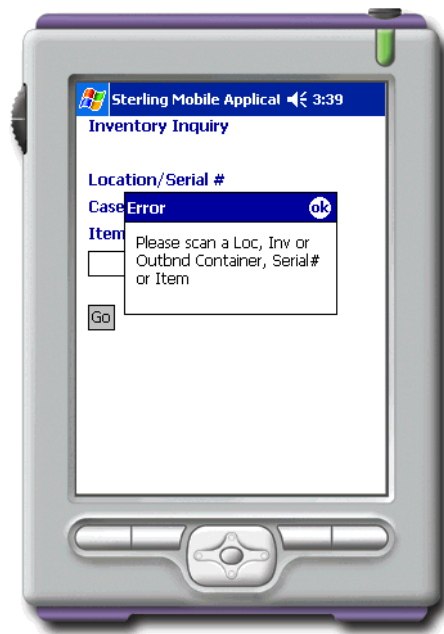 Sterling Mobile Applicat 3:39
Inventory Inquiry
Location/Serial #
Case
Error ok
Item
Please scan a Loc, Inv or
Outbnd Container, Serial#
or Item
Go